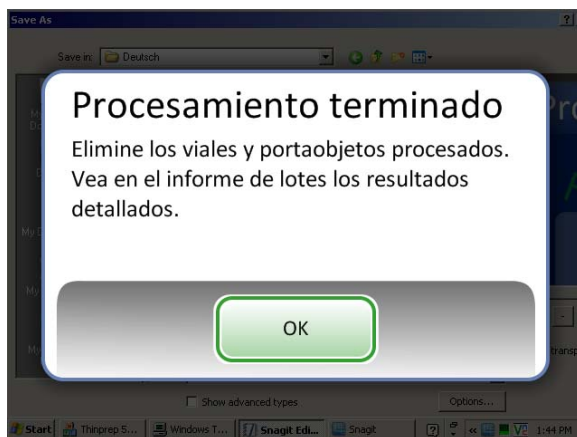 Save As
?
Save in: Deutsch
Procesamiento terminado
Elimine los viales y portaobjetos procesados.
Vea en el informe de lotes los resultados
detallados.
OK
Show advanced types
Options...
Start
Thinprep S...
Windows T...
Snagit Edi...
Snagit
1:44 PM